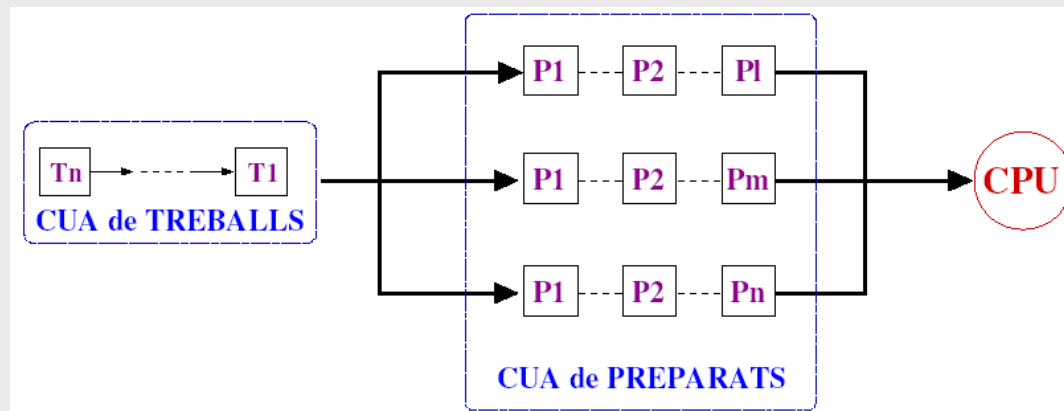 P1 P2 Pl
Tn T1
P1 P2 Pm
CPU
CUA de TREBALLS
P1 P2 Pn
CUA de PREPARATS